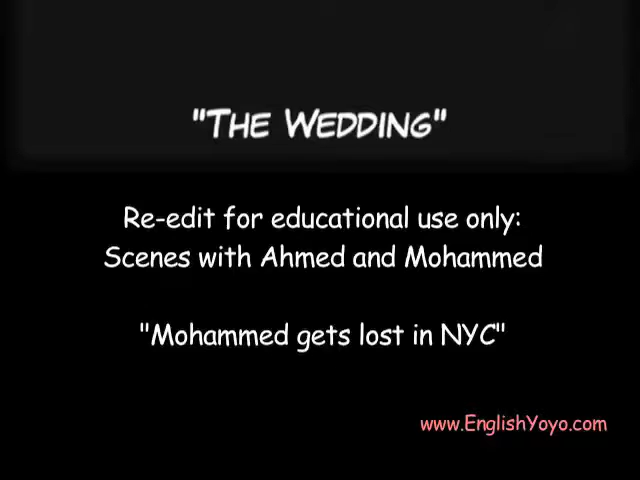 "The Wedding"
Re-edit for educational use only:
Scenes with Ahmed and Mohammed
"Mohammed gets lost in NYC"
www.EnglishYoyo.com